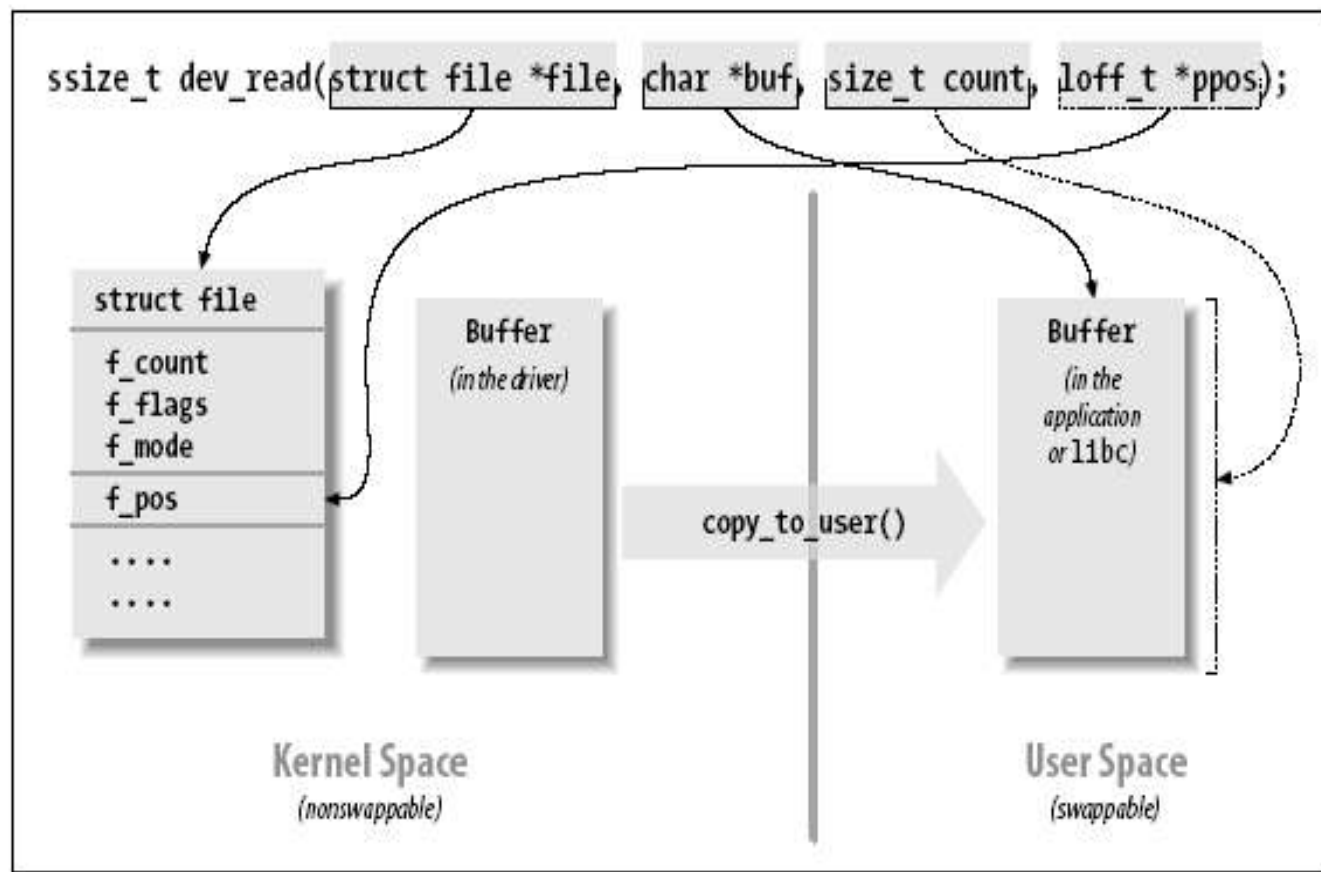 ssize_t dev_read(struct file *file, char *buf, size_t count, loff_t *ppos);
struct file
f_count
f_flags
f_mode
f_pos
....
....
Buffer
(in the driver)
copy_to_user()
Buffer
(in the
application
or libc)
Kernel Space
(nonswappable)
User Space
(swappable)